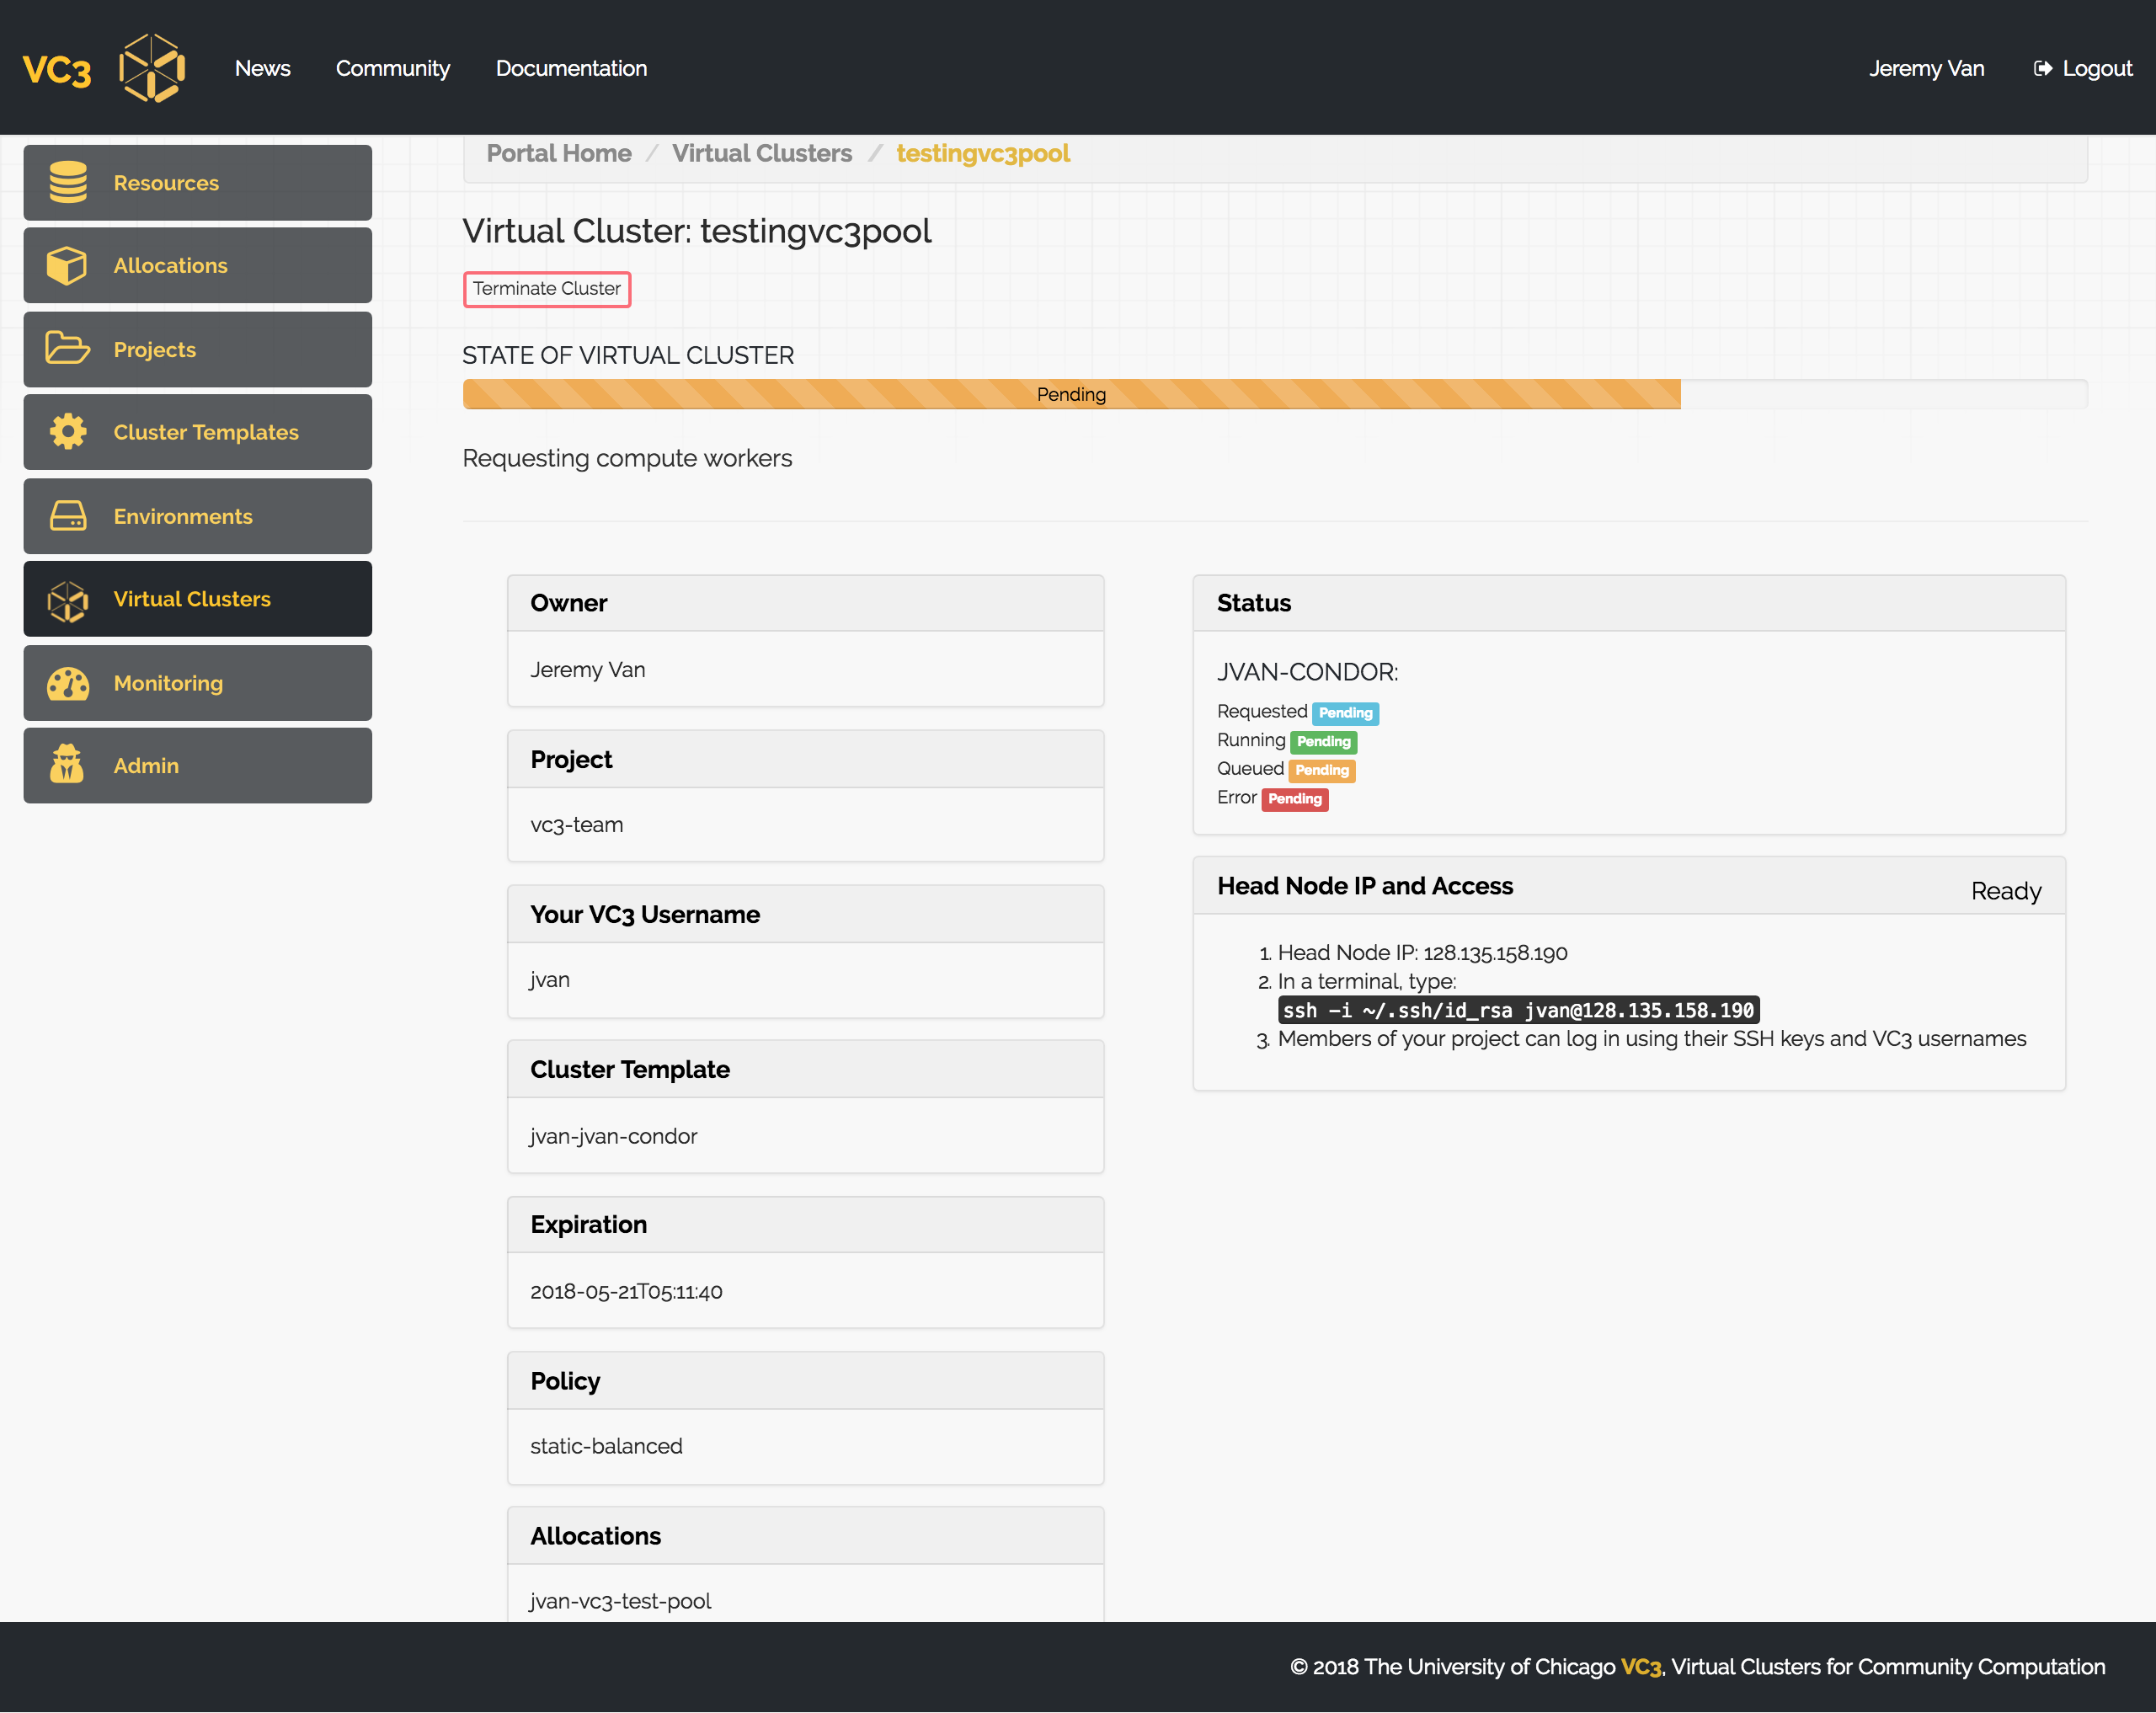 VC3 News Community Documentation Jeremy Van Logout
Portal Home / Virtual Clusters / testingvc3pool
Resources
Allocations
Projects
Cluster Templates
Environments
Virtual Clusters
Monitoring
Admin
Virtual Cluster: testingvc3pool
Terminate Cluster
STATE OF VIRTUAL CLUSTER
Pending
Requesting compute workers
Owner
Jeremy Van
Project
vc3-team
Your VC3 Username
jvan
Cluster Template
jvan-jvan-condor
Expiration
2018-05-21T05:11:40
Policy
static-balanced
Allocations
jvan-vc3-test-pool
Status
JVAN-CONDOR:
Requested Pending
Running Pending
Queued Pending
Error Pending
Head Node IP and Access Ready
1. Head Node IP: 128.135.158.190
2. In a terminal, type:
ssh -i ~/.ssh/id_rsa jvan@128.135.158.190
3. Members of your project can log in using their SSH keys and VC3 usernames
© 2018 The University of Chicago VC3, Virtual Clusters for Community Computation